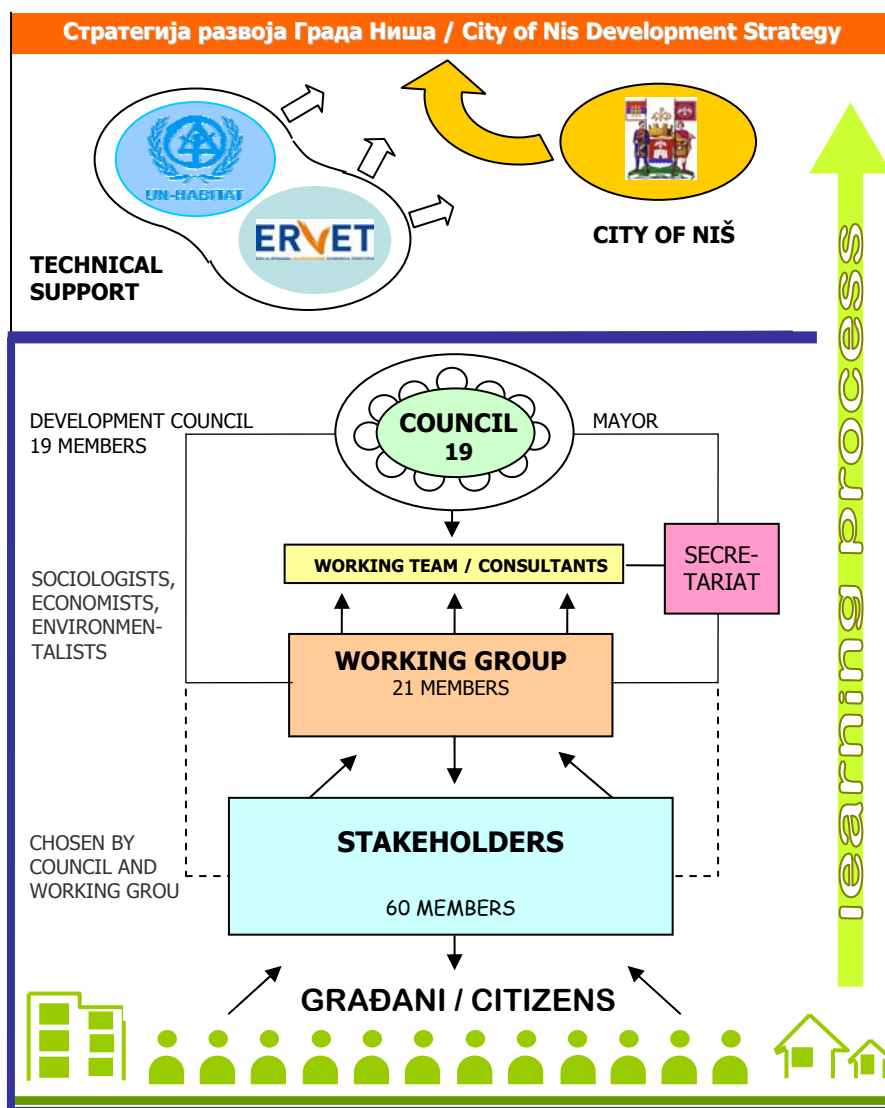 Стратегија развоја Града Ниша / City of Nis Development Strategy
UN-HABITAT
ERVET
TECHNICAL
SUPPORT
CITY OF NIŠ
learning process
DEVELOPMENT COUNCIL
19 MEMBERS
COUNCIL
19
MAYOR
WORKING TEAM / CONSULTANTS
SECRE-
TARIAT
SOCIOLOGISTS,
ECONOMISTS,
ENVIRONMEN-
TALISTS
WORKING GROUP
21 MEMBERS
STAKEHOLDERS
60 MEMBERS
CHOSEN BY
COUNCIL AND
WORKING GROU
GRAĐANI / CITIZENS